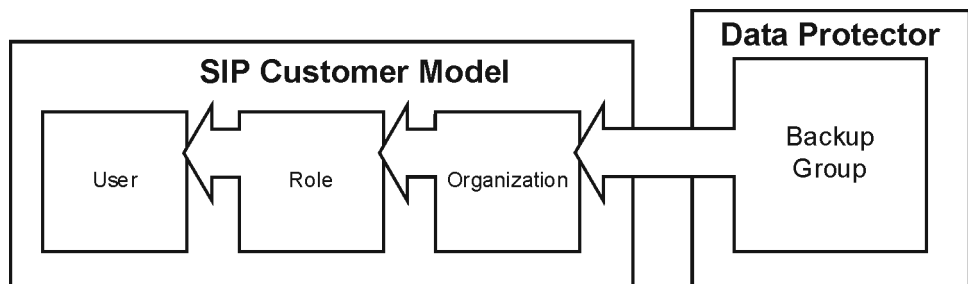 Data Protector
SIP Customer Model
User
Role
Organization
Backup
Group